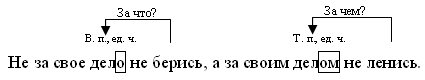 За что? За чем?
В. п., ед. ч. Т. п., ед. ч.
Не за свое дело не берись, а за своим делом не ленись.